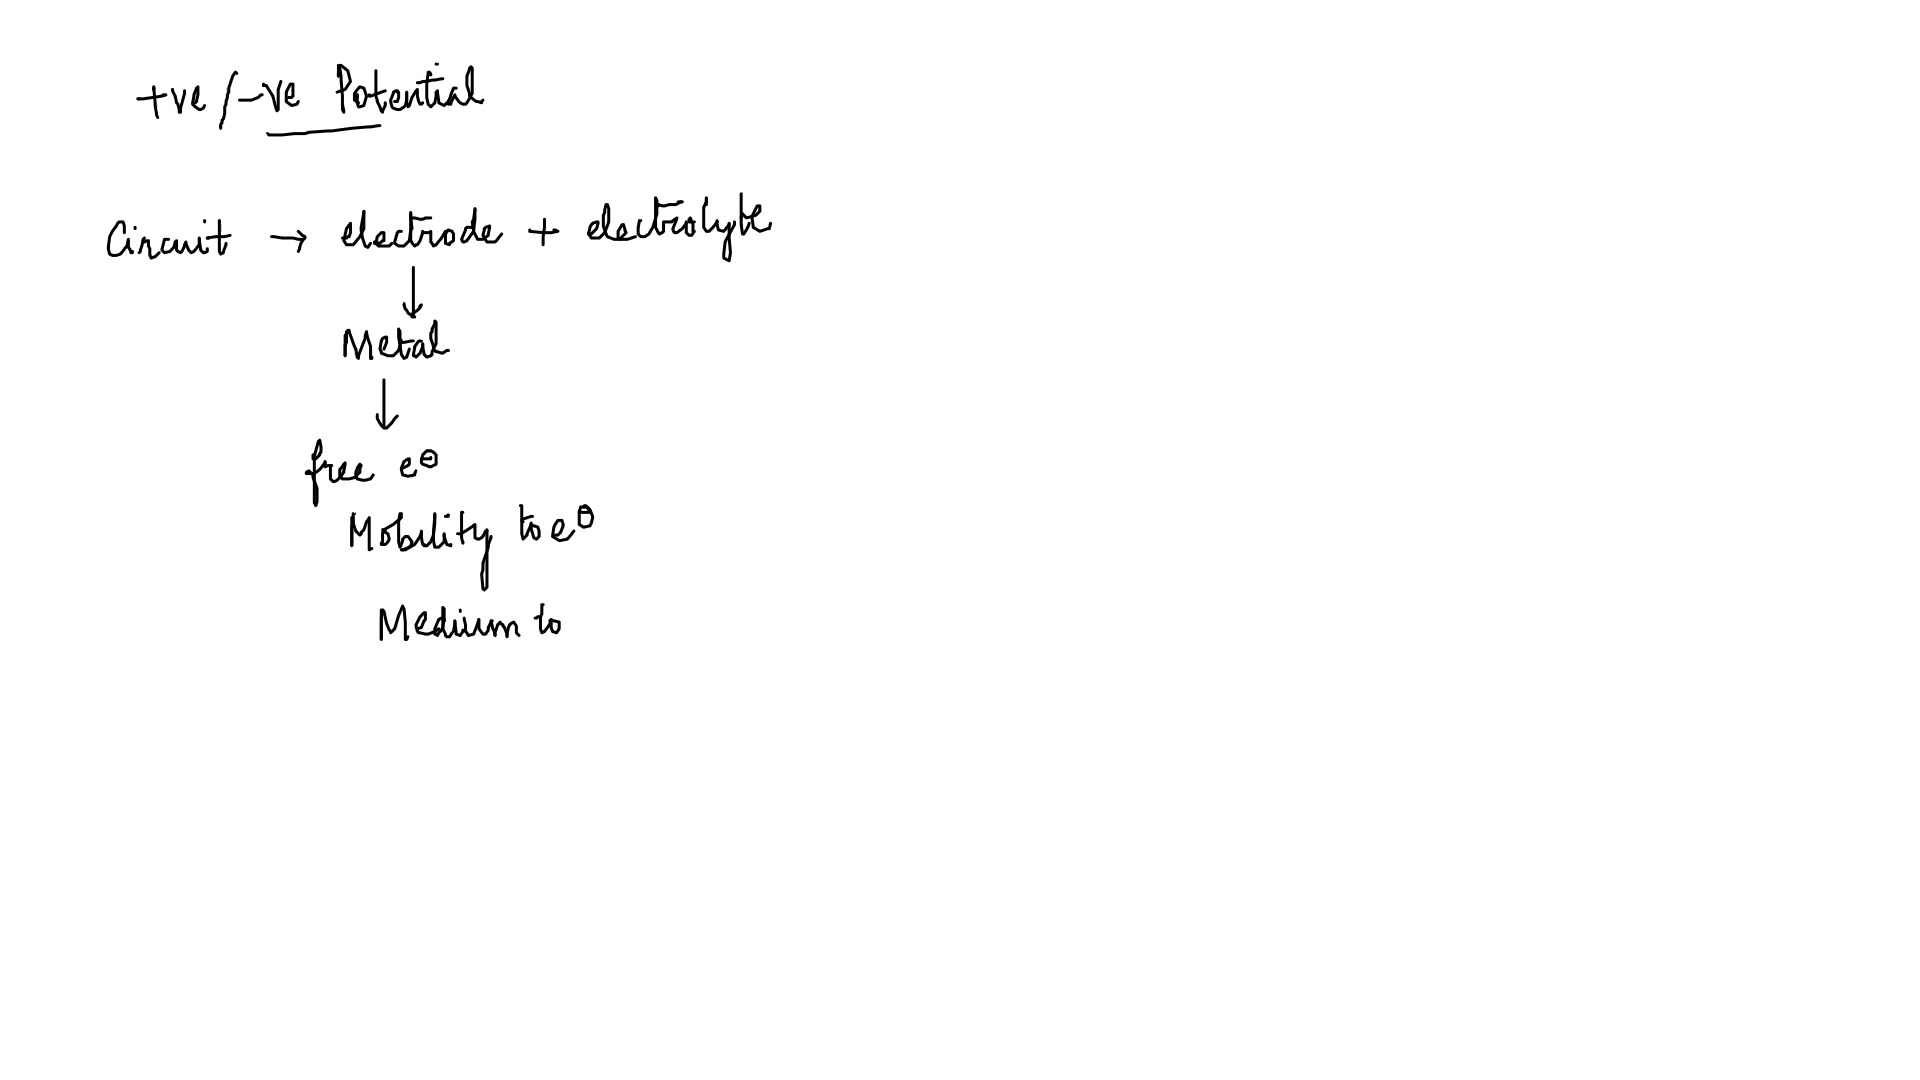 +ve/-ve Potential
Circuit → electrode + electrolyte
↓
Metal
↓
free e⊖
Mobility to e⊖
Medium to